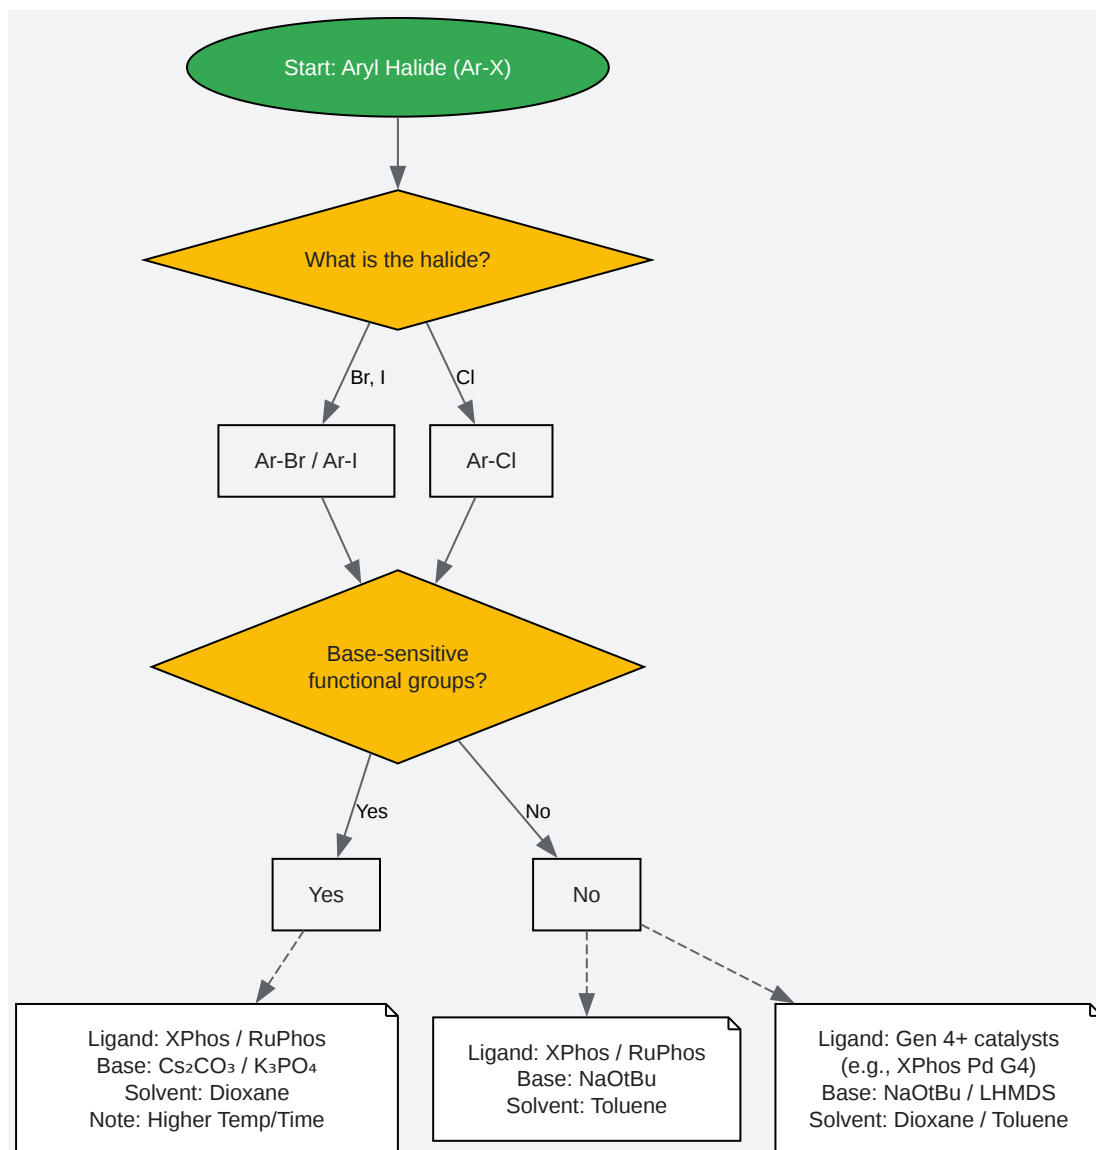 Start: Aryl Halide (Ar-X)
What is the halide?
Br, I
Cl
Ar-Br / Ar-I
Ar-Cl
Base-sensitive
functional groups?
Yes
No
Yes
No
Ligand: XPhos / RuPhos
Base: Cs₂CO₃ / K₃PO₄
Solvent: Dioxane
Note: Higher Temp/Time
Ligand: XPhos / RuPhos
Base: NaOtBu
Solvent: Toluene
Ligand: Gen 4+ catalysts
(e.g., XPhos Pd G4)
Base: NaOtBu / LHMDS
Solvent: Dioxane / Toluene